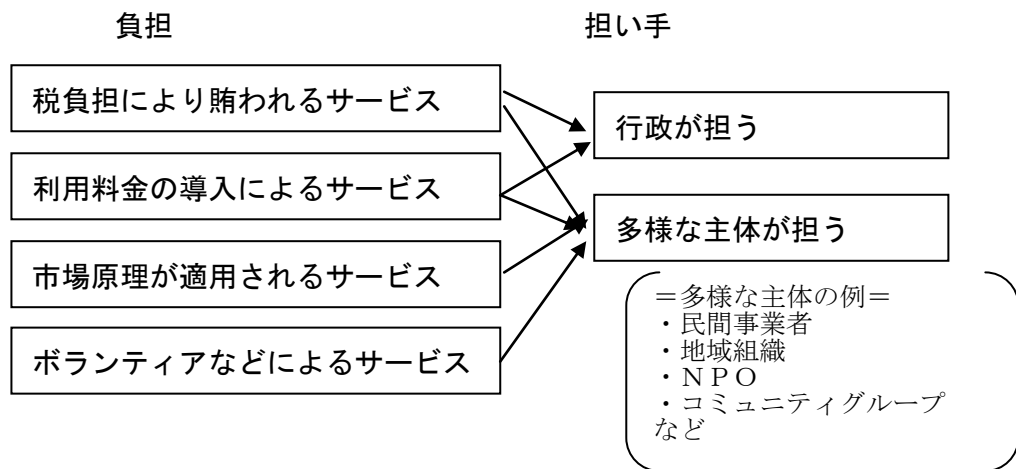 負担
担い手
税負担により賄われるサービス
利用料金の導入によるサービス
市場原理が適用されるサービス
ボランティアなどによるサービス
行政が担う
多様な主体が担う
＝多様な主体の例＝
・民間事業者
・地域組織
・ＮＰＯ
・コミュニティグループ
など